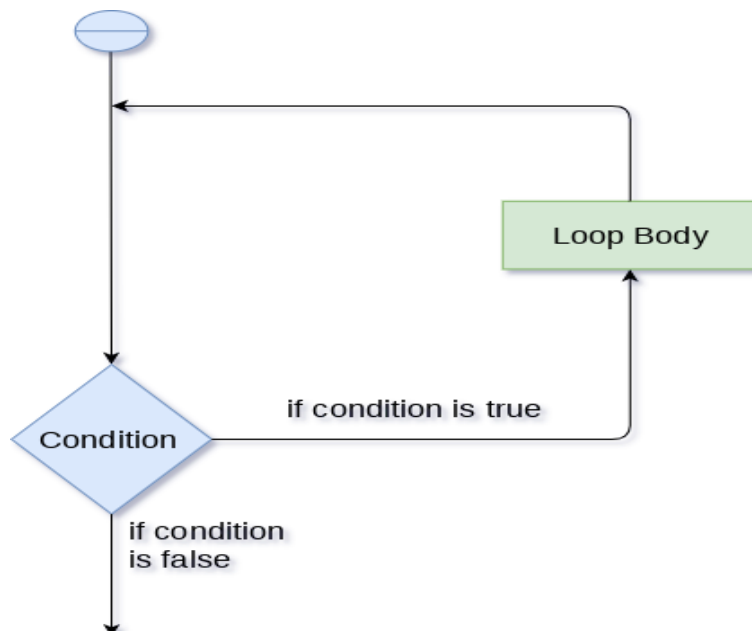 Loop Body
if condition is true
Condition
if condition
is false